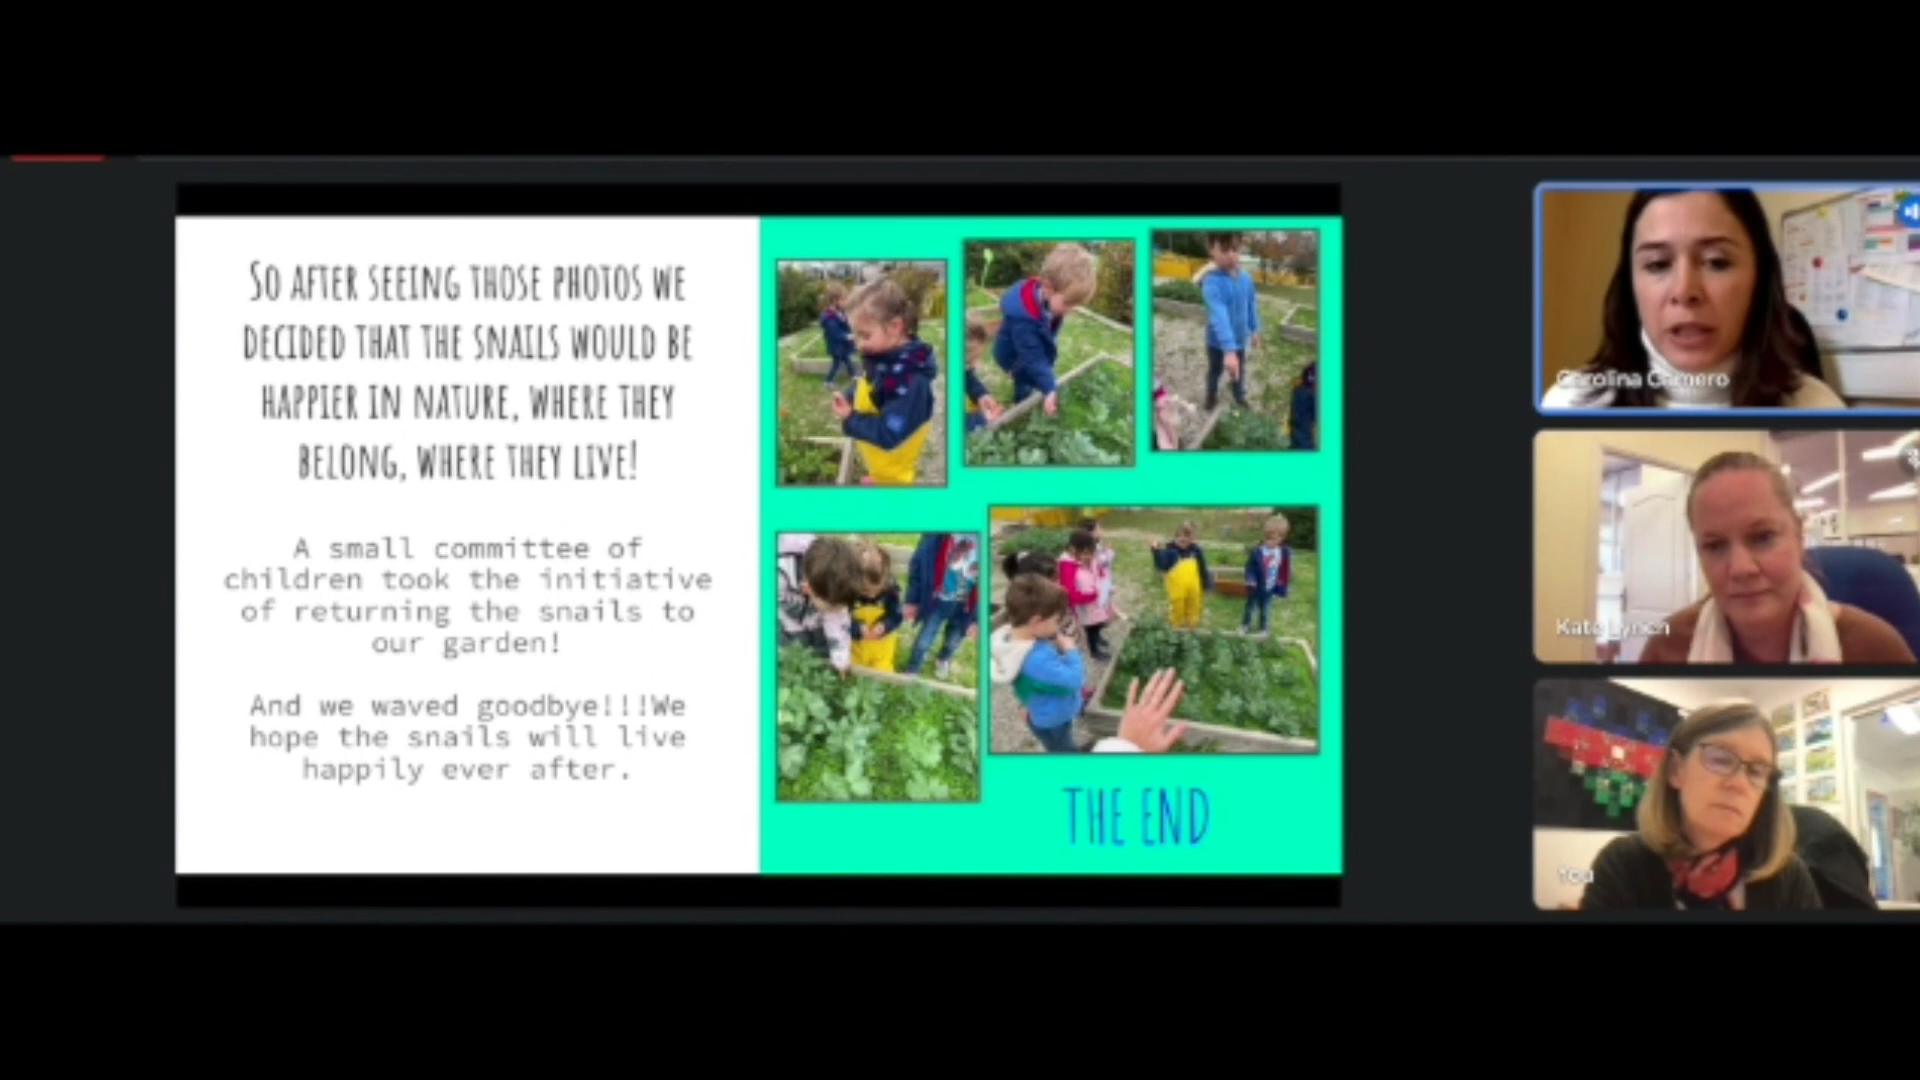 SO AFTER SEEING THOSE PHOTOS WE
DECIDED THAT THE SNAILS WOULD BE
HAPPIER IN NATURE, WHERE THEY
BELONG, WHERE THEY LIVE!
A small committee of
children took the initiative
of returning the snails to
our garden!
And we waved goodbye!!!We
hope the snails will live
happily ever after.
THE END
Carolina Camero
Kate Lynch
You